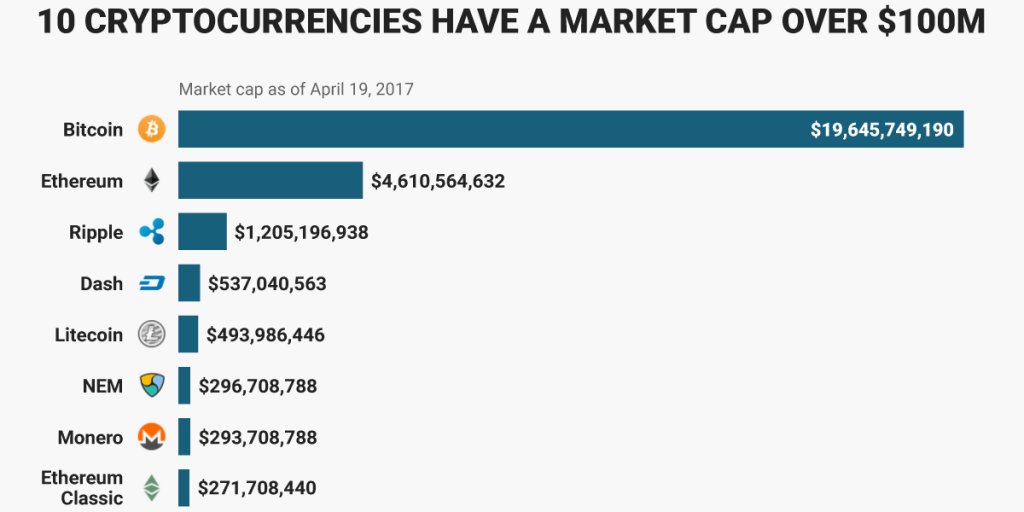 10 CRYPTOCURRENCIES HAVE A MARKET CAP OVER $100M
Market cap as of April 19, 2017
Bitcoin $19,645,749,190
Ethereum $4,610,564,632
Ripple $1,205,196,938
Dash $537,040,563
Litecoin $493,986,446
NEM $296,708,788
Monero $293,708,788
Ethereum
Classic $271,708,440